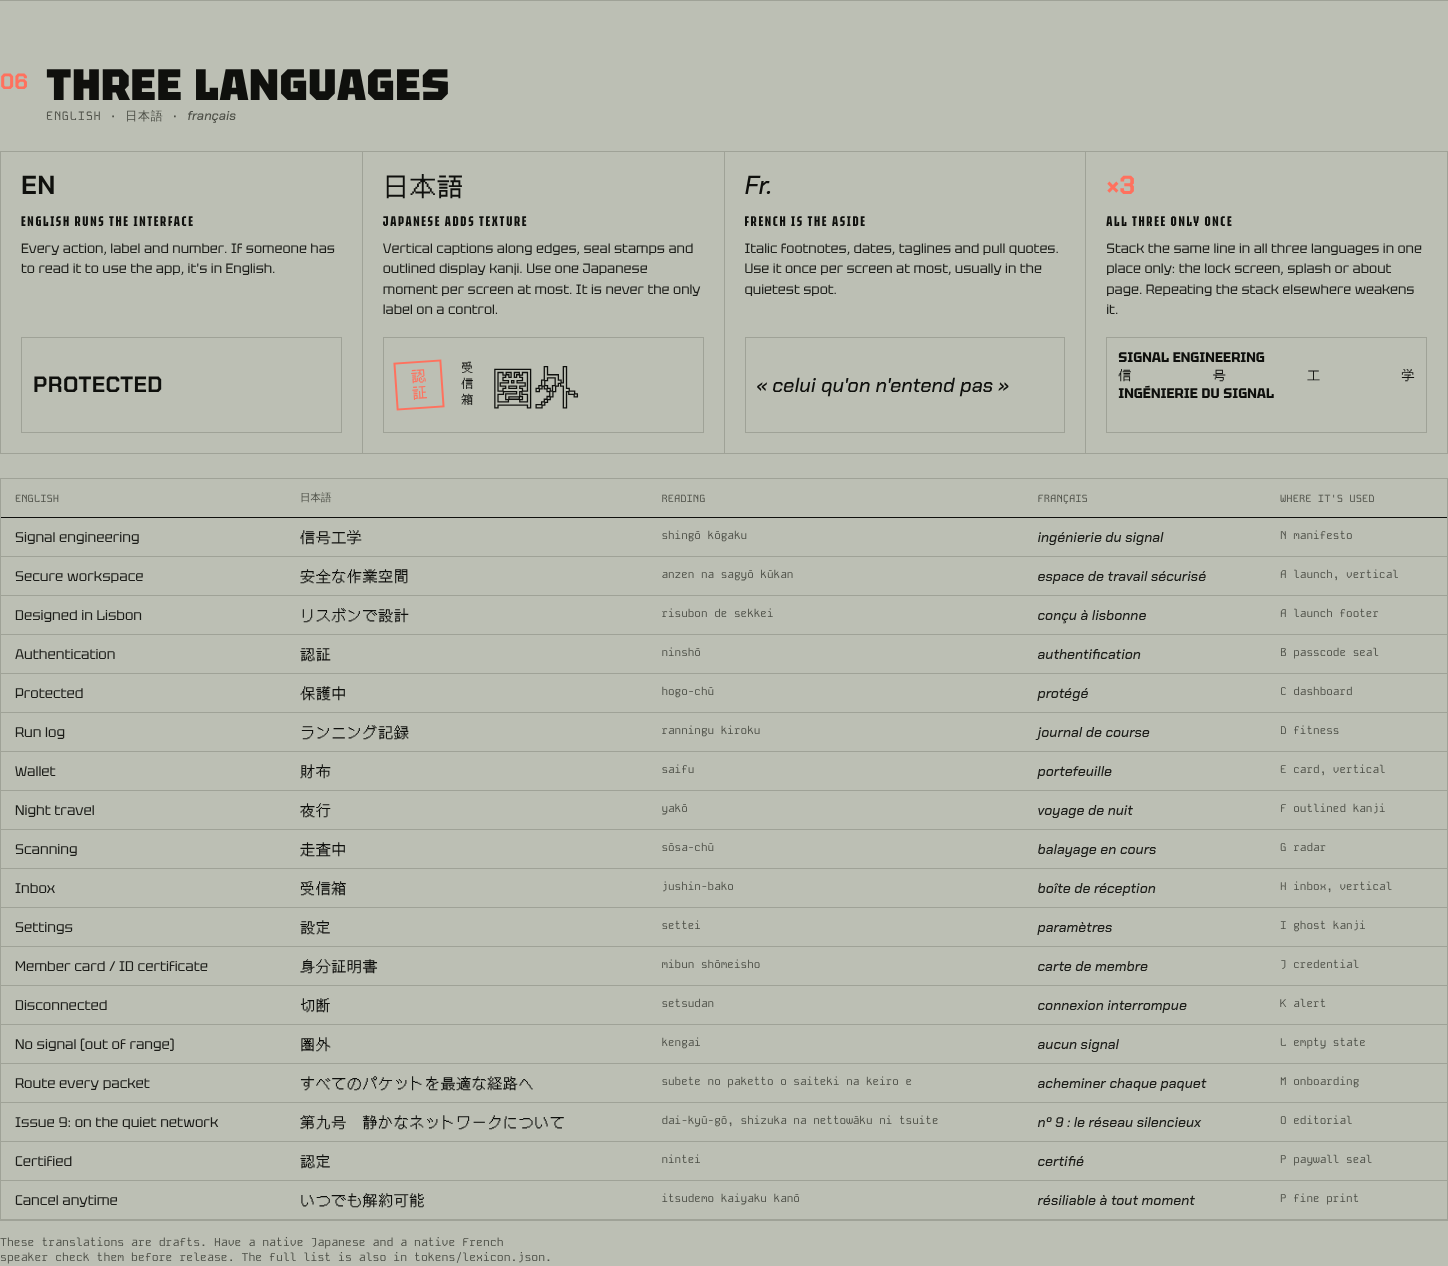 06 THREE LANGUAGES
ENGLISH · 日本語 · français
EN
ENGLISH RUNS THE INTERFACE
Every action, label and number. If someone has
to read it to use the app, it's in English.
PROTECTED
日本語
JAPANESE ADDS TEXTURE
Vertical captions along edges, seal stamps and
outlined display kanji. Use one Japanese
moment per screen at most. It is never the only
label on a control.
認証
受信箱
圏外
Fr.
FRENCH IS THE ASIDE
Italic footnotes, dates, taglines and pull quotes.
Use it once per screen at most, usually in the
quietest spot.
« celui qu'on n'entend pas »
×3
ALL THREE ONLY ONCE
Stack the same line in all three languages in one
place only: the lock screen, splash or about
page. Repeating the stack elsewhere weakens
it.
SIGNAL ENGINEERING
信号工学
INGÉNIERIE DU SIGNAL
ENGLISH 日本語 READING FRANÇAIS WHERE IT'S USED
Signal engineering 信号工学 shingō kōgaku ingénierie du signal N manifesto
Secure workspace 安全な作業空間 anzen na sagyō kūkan espace de travail sécurisé A launch, vertical
Designed in Lisbon リスボンで設計 risubon de sekkei conçu à lisbonne A launch footer
Authentication 認証 ninshō authentification B passcode seal
Protected 保護中 hogo-chū protégé C dashboard
Run log ランニング記録 ranningu kiroku journal de course D fitness
Wallet 財布 saifu portefeuille E card, vertical
Night travel 夜行 yakō voyage de nuit F outlined kanji
Scanning 走査中 sōsa-chū balayage en cours G radar
Inbox 受信箱 jushin-bako boîte de réception H inbox, vertical
Settings 設定 settei paramètres I ghost kanji
Member card / ID certificate 身分証明書 mibun shōmeisho carte de membre J credential
Disconnected 切断 setsudan connexion interrompue K alert
No signal (out of range) 圏外 kengai aucun signal L empty state
Route every packet すべてのパケットを最適な経路へ subete no paketto o saiteki na keiro e acheminer chaque paquet M onboarding
Issue 9: on the quiet network 第九号　静かなネットワークについて dai-kyū-gō, shizuka na nettowāku ni tsuite nº 9 : le réseau silencieux O editorial
Certified 認定 nintei certifié P paywall seal
Cancel anytime いつでも解約可能 itsudemo kaiyaku kanō résiliable à tout moment P fine print
These translations are drafts. Have a native Japanese and a native French
speaker check them before release. The full list is also in tokens/lexicon.json.